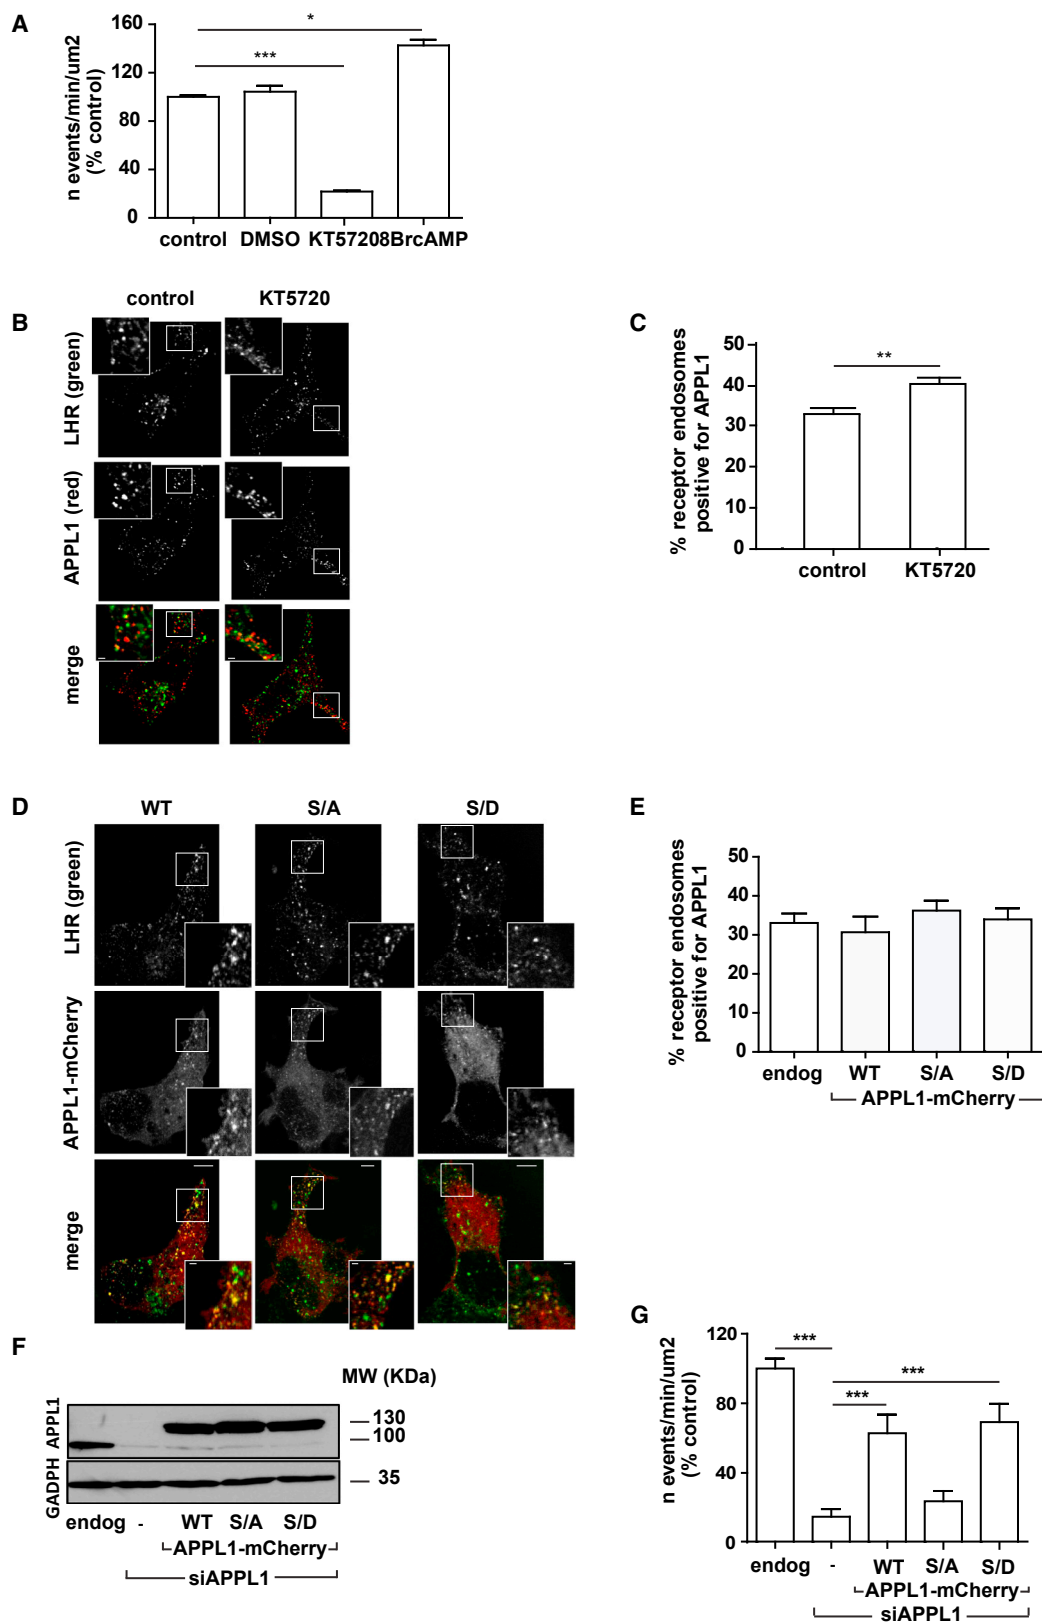 A
n events/min/um2
(% control)
160
120
80
40
0
*
***
control DMSO KT57208BrcAMP
B
control KT5720
LHR (green)
APPL1 (red)
merge
C
% receptor endosomes
positive for APPL1
50
40
30
20
10
0
**
control KT5720
D
WT S/A S/D
LHR (green)
APPL1-mCherry
merge
E
% receptor endosomes
positive for APPL1
50
40
30
20
10
0
endog WT S/A S/D
APPL1-mCherry
F
MW (KDa)
APPL1
GADPH
130
100
35
endog - WT S/A S/D
APPL1-mCherry
siAPPL1
G
n events/min/um2
(% control)
120
80
40
0
***
***
***
endog - WT S/A S/D
APPL1-mCherry
siAPPL1